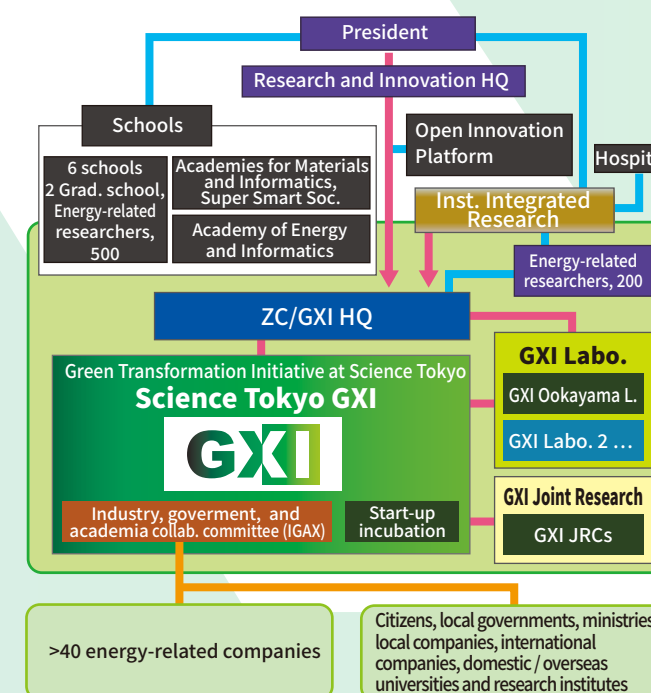 President
Research and Innovation HQ
Schools
6 schools
2 Grad. school,
Energy-related
researchers,
500
Academies for Materials
and Informatics,
Super Smart Soc.
Academy of Energy
and Informatics
Open Innovation
Platform
Hospit
Inst. Integrated
Research
Energy-related
researchers, 200
ZC/GXI HQ
Green Transformation Initiative at Science Tokyo
Science Tokyo GXI
GXI
Industry, goverment, and
academia collab. committee (IGAX)
Start-up
incubation
GXI Labo.
GXI Ookayama L.
GXI Labo. 2 …
GXI Joint Research
GXI JRCs
>40 energy-related companies
Citizens, local governments, ministries
local companies, international
companies, domestic / overseas
universities and research institutes